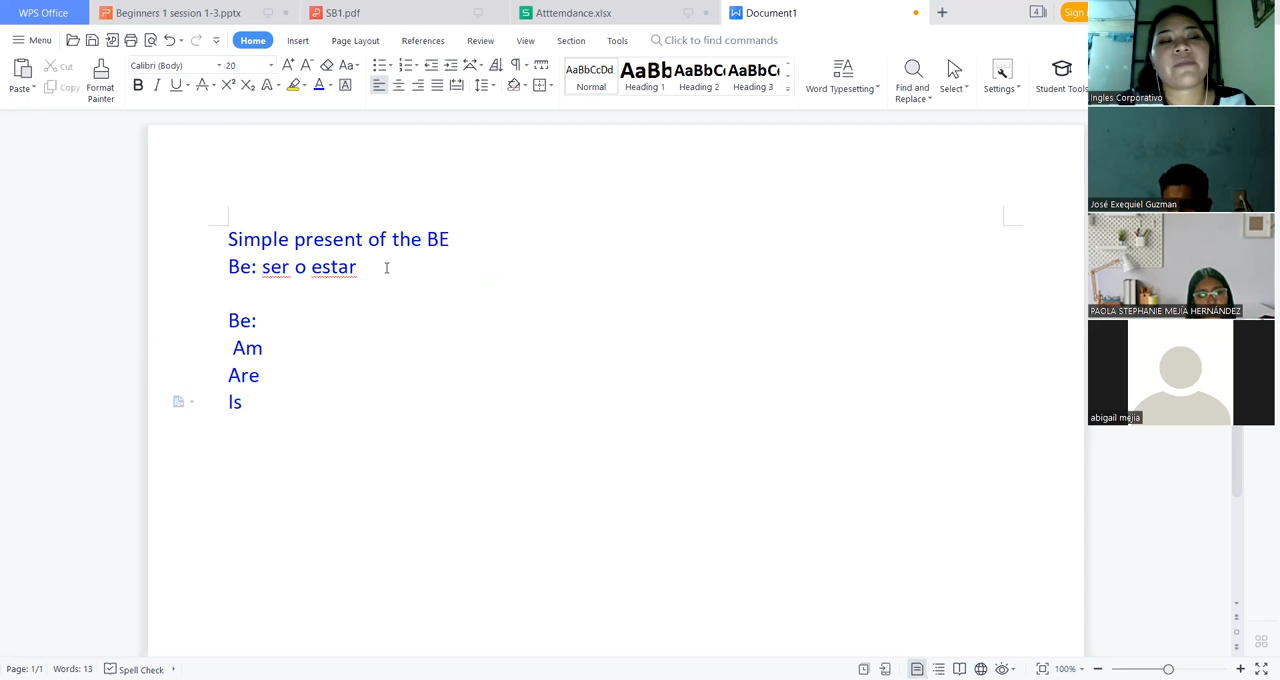 WPS Office
Beginners 1 session 1-3.pptx
SB1.pdf
Atttemdance.xlsx
Document1
4
Sign
Menu
Home
Insert
Page Layout
References
Review
View
Section
Tools
Click to find commands
Paste
Cut
Copy
Format Painter
Calibri (Body)
20
AaBbCcDd
Normal
AaBb
Heading 1
AaBbC
Heading 2
AaBbC
Heading 3
Word Typesetting
Find and Replace
Select
Settings
Student Tools
Simple present of the BE
Be: ser o estar
Be:
Am
Are
Is
Ingles Corporativo
José Exequiel Guzman
PAOLA STEPHANIE MEJÍA HERNÁNDEZ
abigail mejia
Page: 1/1
Words: 13
Spell Check
100%